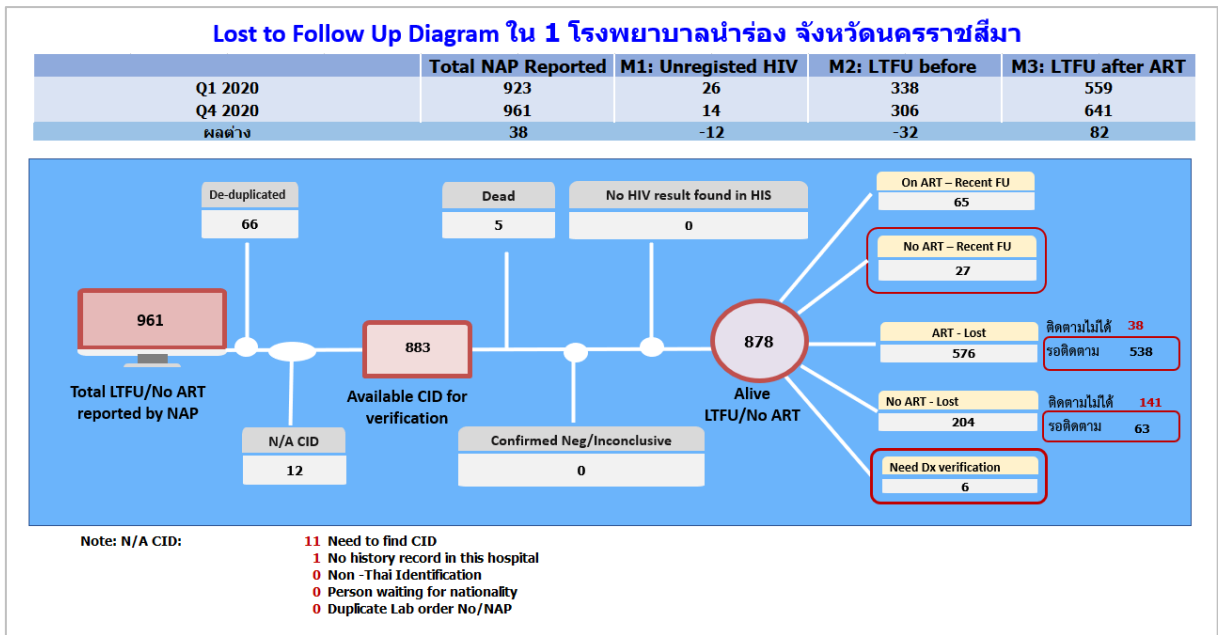 Lost to Follow Up Diagram ใน 1 โรงพยาบาลนำร่อง จังหวัดนครราชสีมา
Total NAP Reported M1: Unregisted HIV M2: LTFU before M3: LTFU after ART
Q1 2020 923 26 338 559
Q4 2020 961 14 306 641
ผลต่าง 38 -12 -32 82
De-duplicated
66
Dead
5
No HIV result found in HIS
0
On ART – Recent FU
65
No ART – Recent FU
27
961
Total LTFU/No ART
reported by NAP
883
Available CID for
verification
878
Alive
LTFU/No ART
ART - Lost
576
ติดตามไม่ได้ 38
รอติดตาม 538
No ART - Lost
204
ติดตามไม่ได้ 141
รอติดตาม 63
N/A CID
12
Confirmed Neg/Inconclusive
0
Need Dx verification
6
Note: N/A CID: 11 Need to find CID
1 No history record in this hospital
0 Non -Thai Identification
0 Person waiting for nationality
0 Duplicate Lab order No/NAP